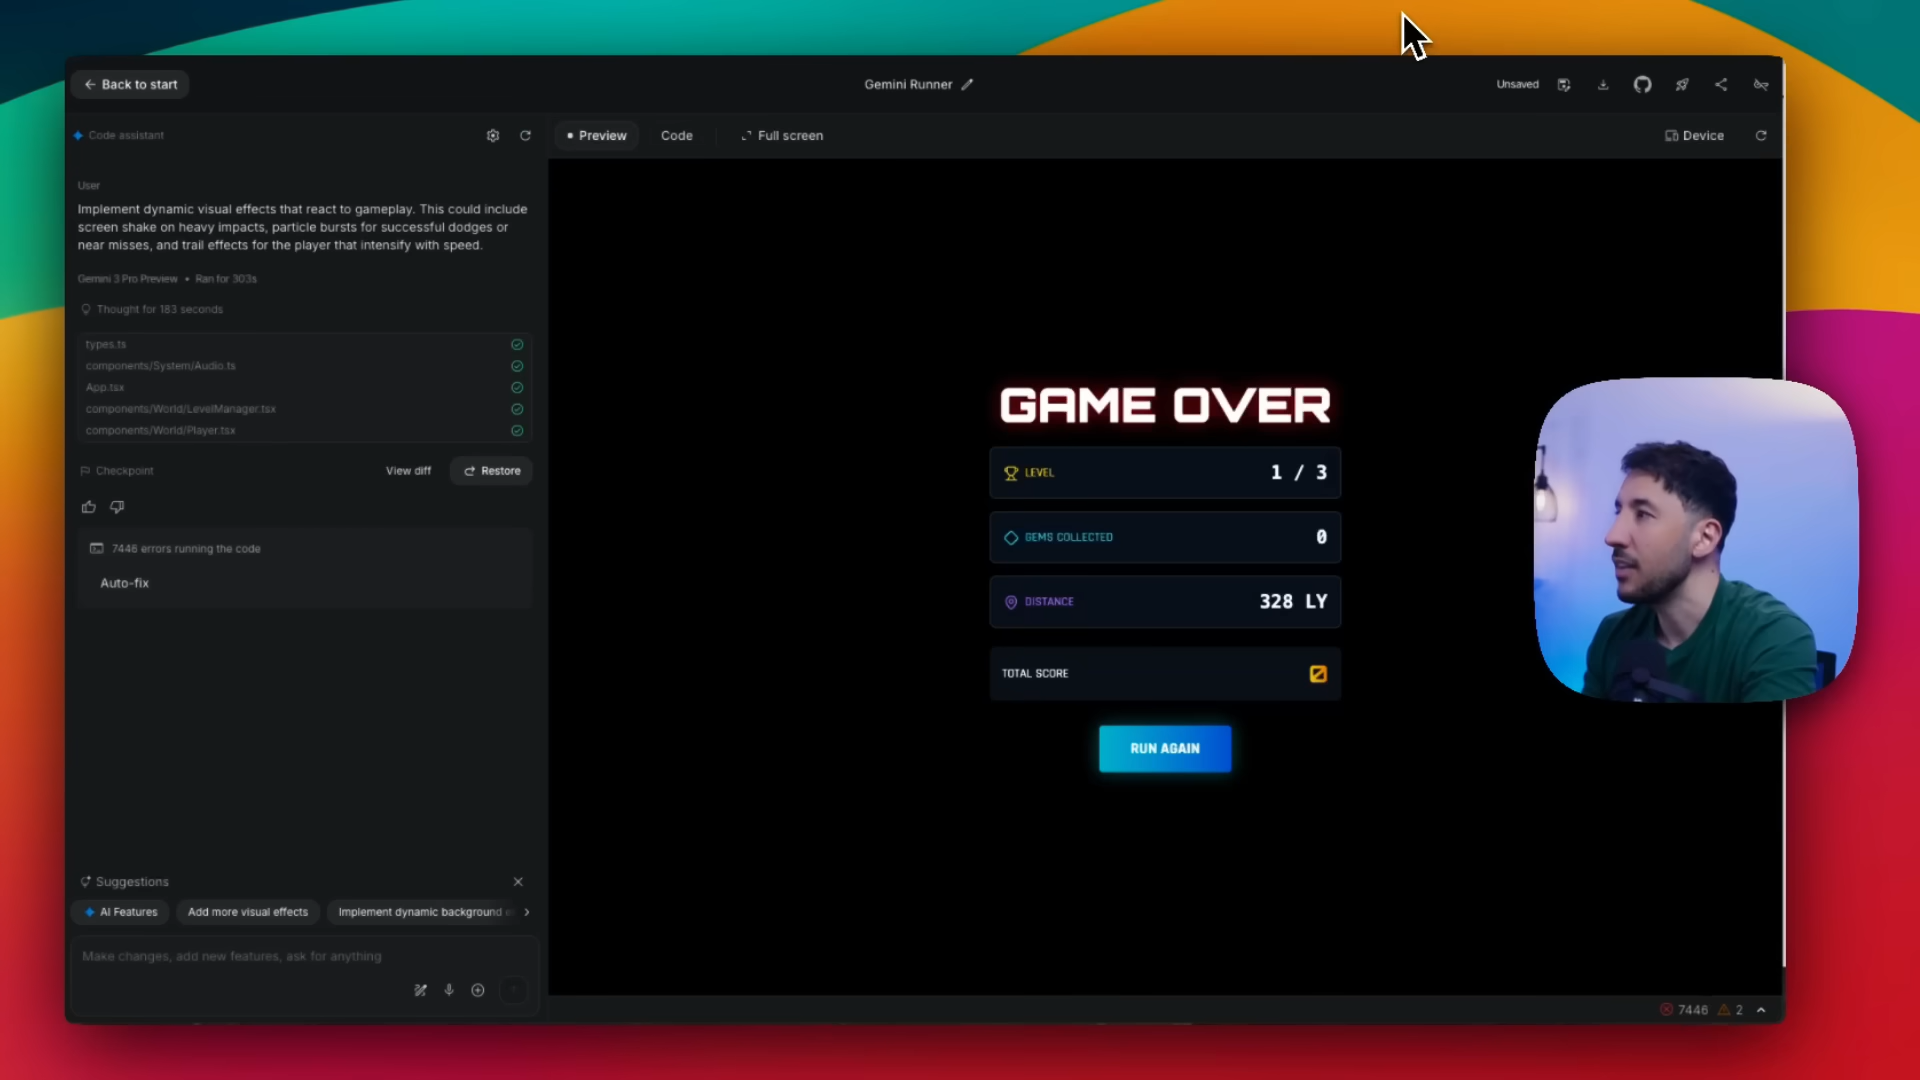 Back to start
Gemini Runner
Unsaved
Code assistant
Preview
Code
Full screen
Device
User
Implement dynamic visual effects that react to gameplay. This could include
screen shake on heavy impacts, particle bursts for successful dodges or
near misses, and trail effects for the player that intensify with speed.
Gemini 3 Pro Preview • Ran for 303s
Thought for 183 seconds
types.ts
components/System/Audio.ts
App.tsx
components/World/LevelManager.tsx
components/World/Player.tsx
Checkpoint
View diff
Restore
7446 errors running the code
Auto-fix
GAME OVER
LEVEL
1 / 3
GEMS COLLECTED
0
DISTANCE
328 LY
TOTAL SCORE
0
RUN AGAIN
Suggestions
AI Features
Add more visual effects
Implement dynamic background
Make changes, add new features, ask for anything
7446
2